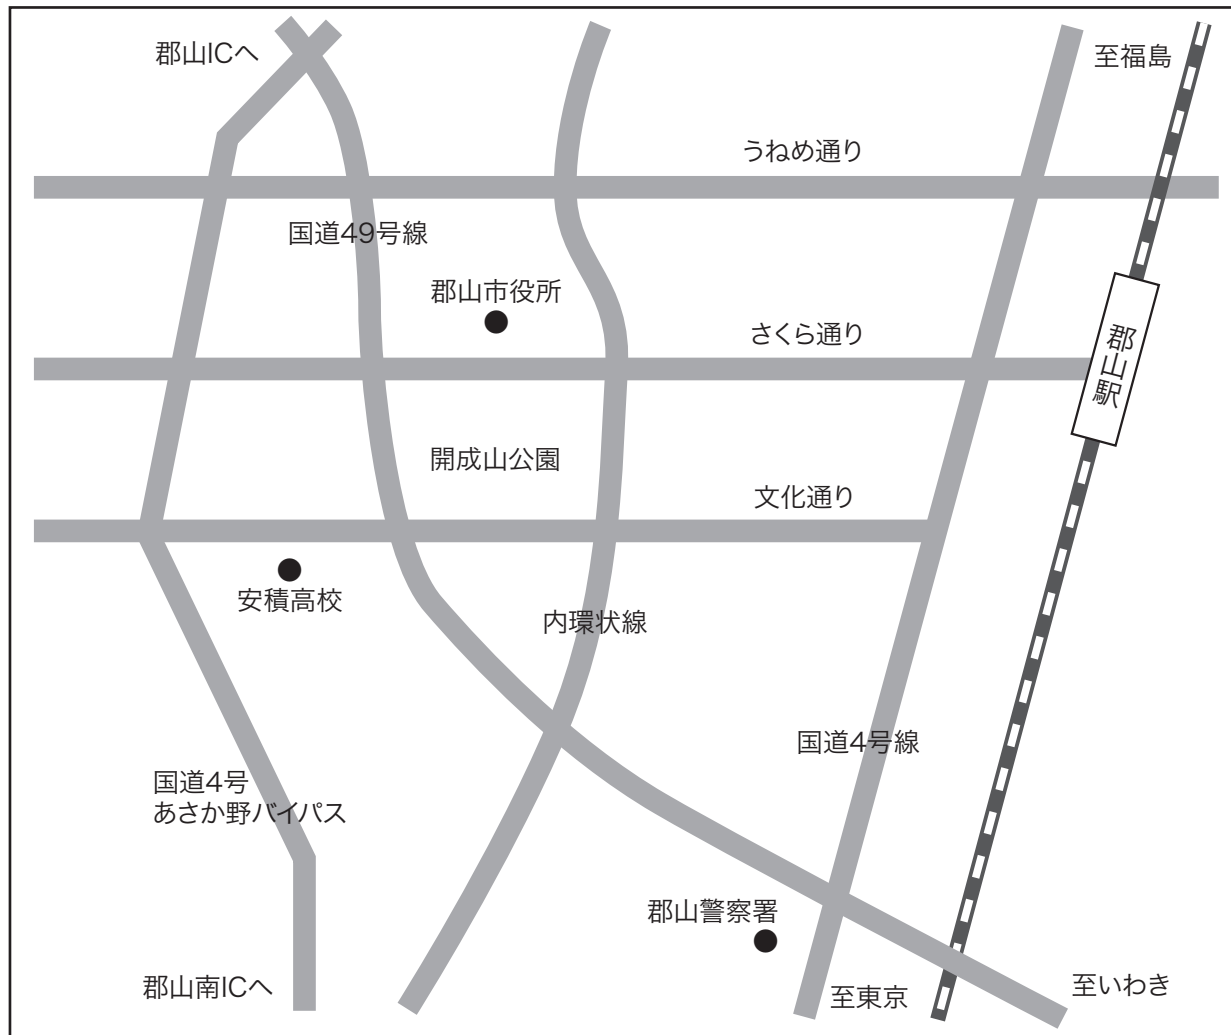 郡山ICへ
至福島
うねめ通り
国道49号線
郡山市役所
さくら通り
郡山駅
開成山公園
文化通り
安積高校
内環状線
国道4号線
国道4号
あさか野バイパス
郡山警察署
郡山南ICへ
至東京
至いわき